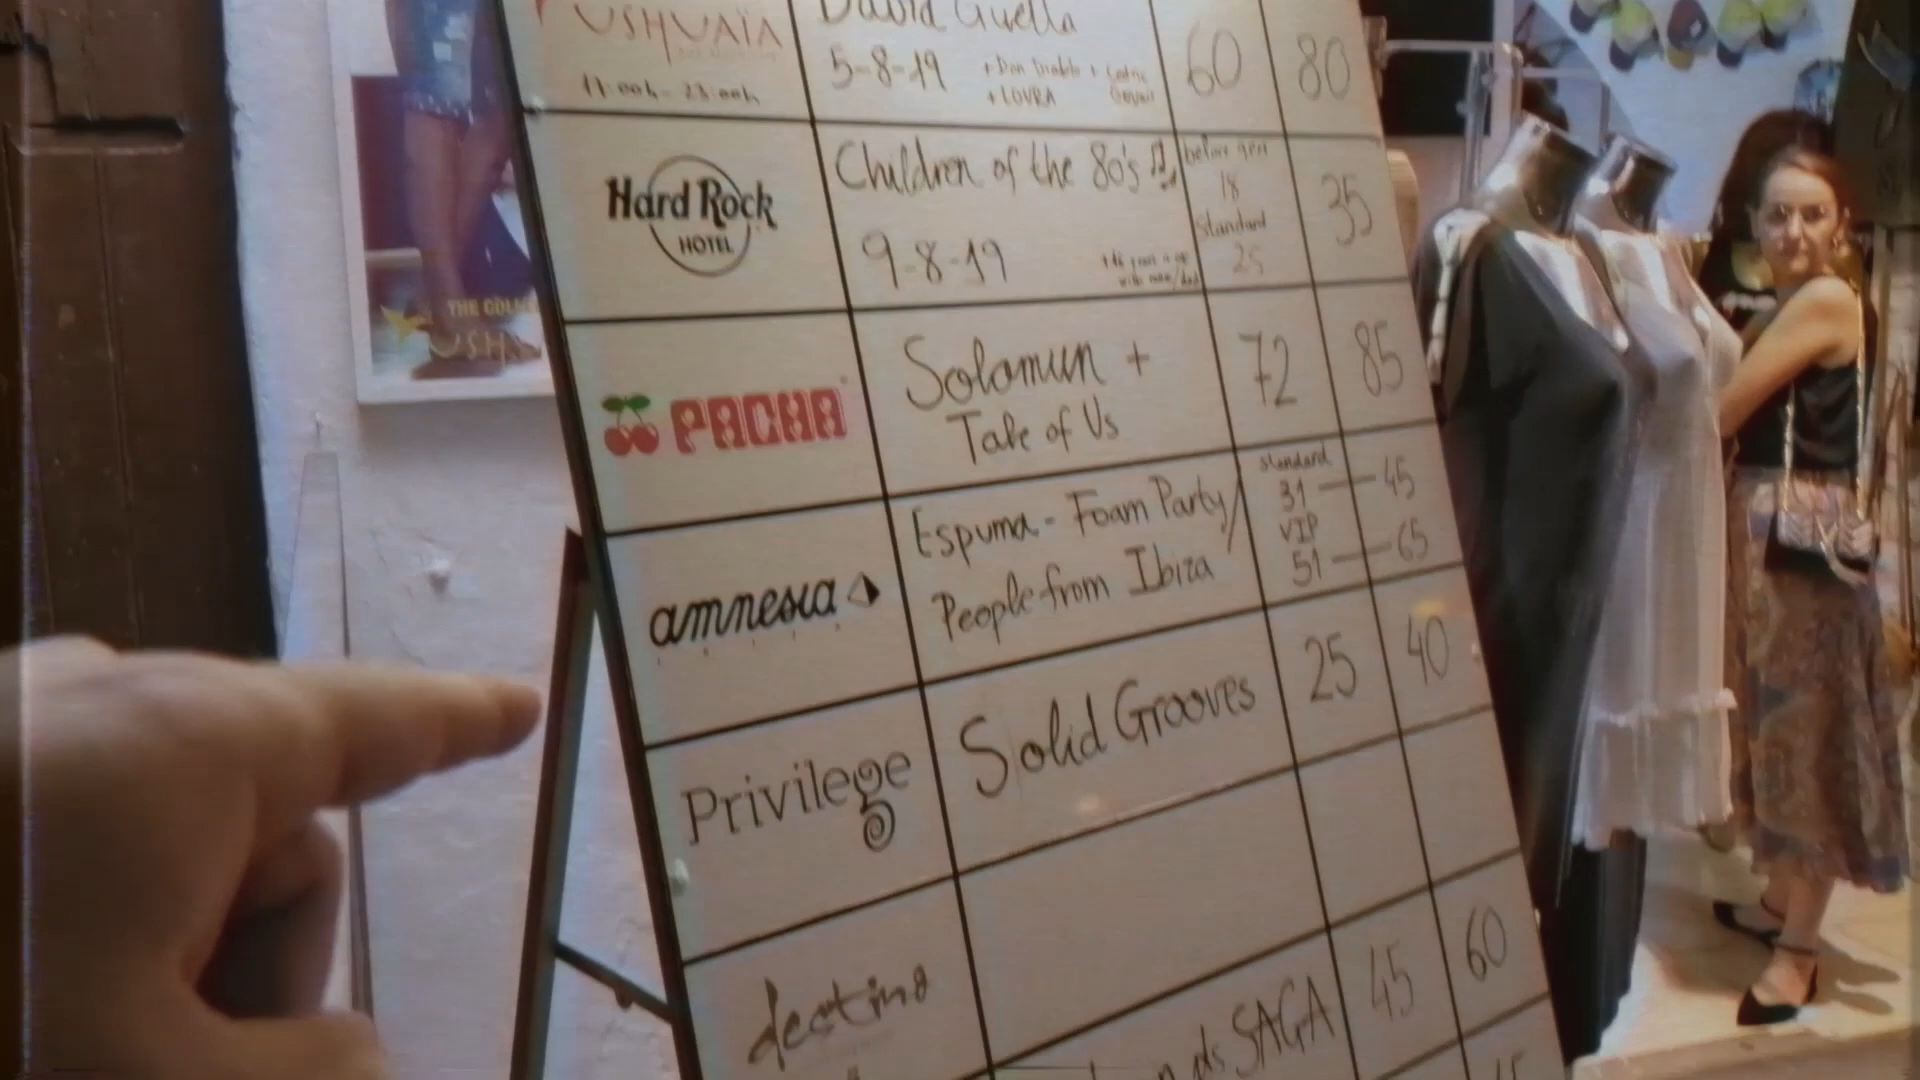 USHUAÏA David Guetta 60 80
11:00h - 23:00h 5-8-19 + Don Diablo +
+ LOVRA
Hard Rock HOTEL Children of the 80's before 9pm 18 35
9-8-19 Standard 25
PACHA Solomun + 72 85
Tale of Us
amnesia Espuma - Foam Party/ standard 31 — 45
People from Ibiza VIP 51 — 65
Privilege Solid Grooves 25 40
destino
SAGA 45 60
THE
USH